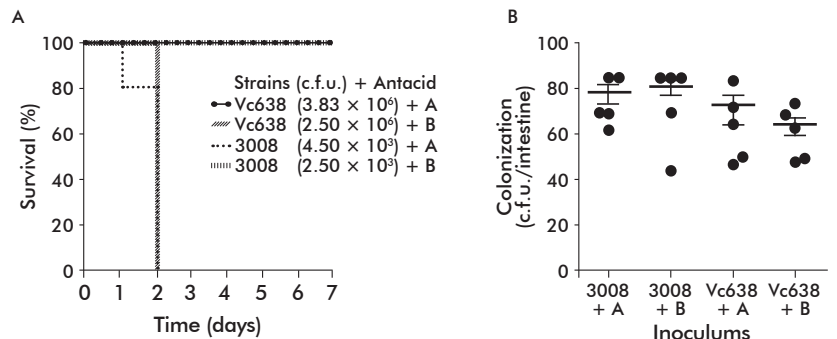 A
Survival (%)
100
80
60
40
20
0
Strains (c.f.u.) + Antacid
Vc638 (3.83 × 10⁶) + A
Vc638 (2.50 × 10⁶) + B
3008 (4.50 × 10³) + A
3008 (2.50 × 10³) + B
0 1 2 3 4 5 6 7
Time (days)
B
Colonization
(c.f.u./intestine)
100
80
60
40
20
0
3008 3008 Vc638 Vc638
+ A + B + A + B
Inoculums